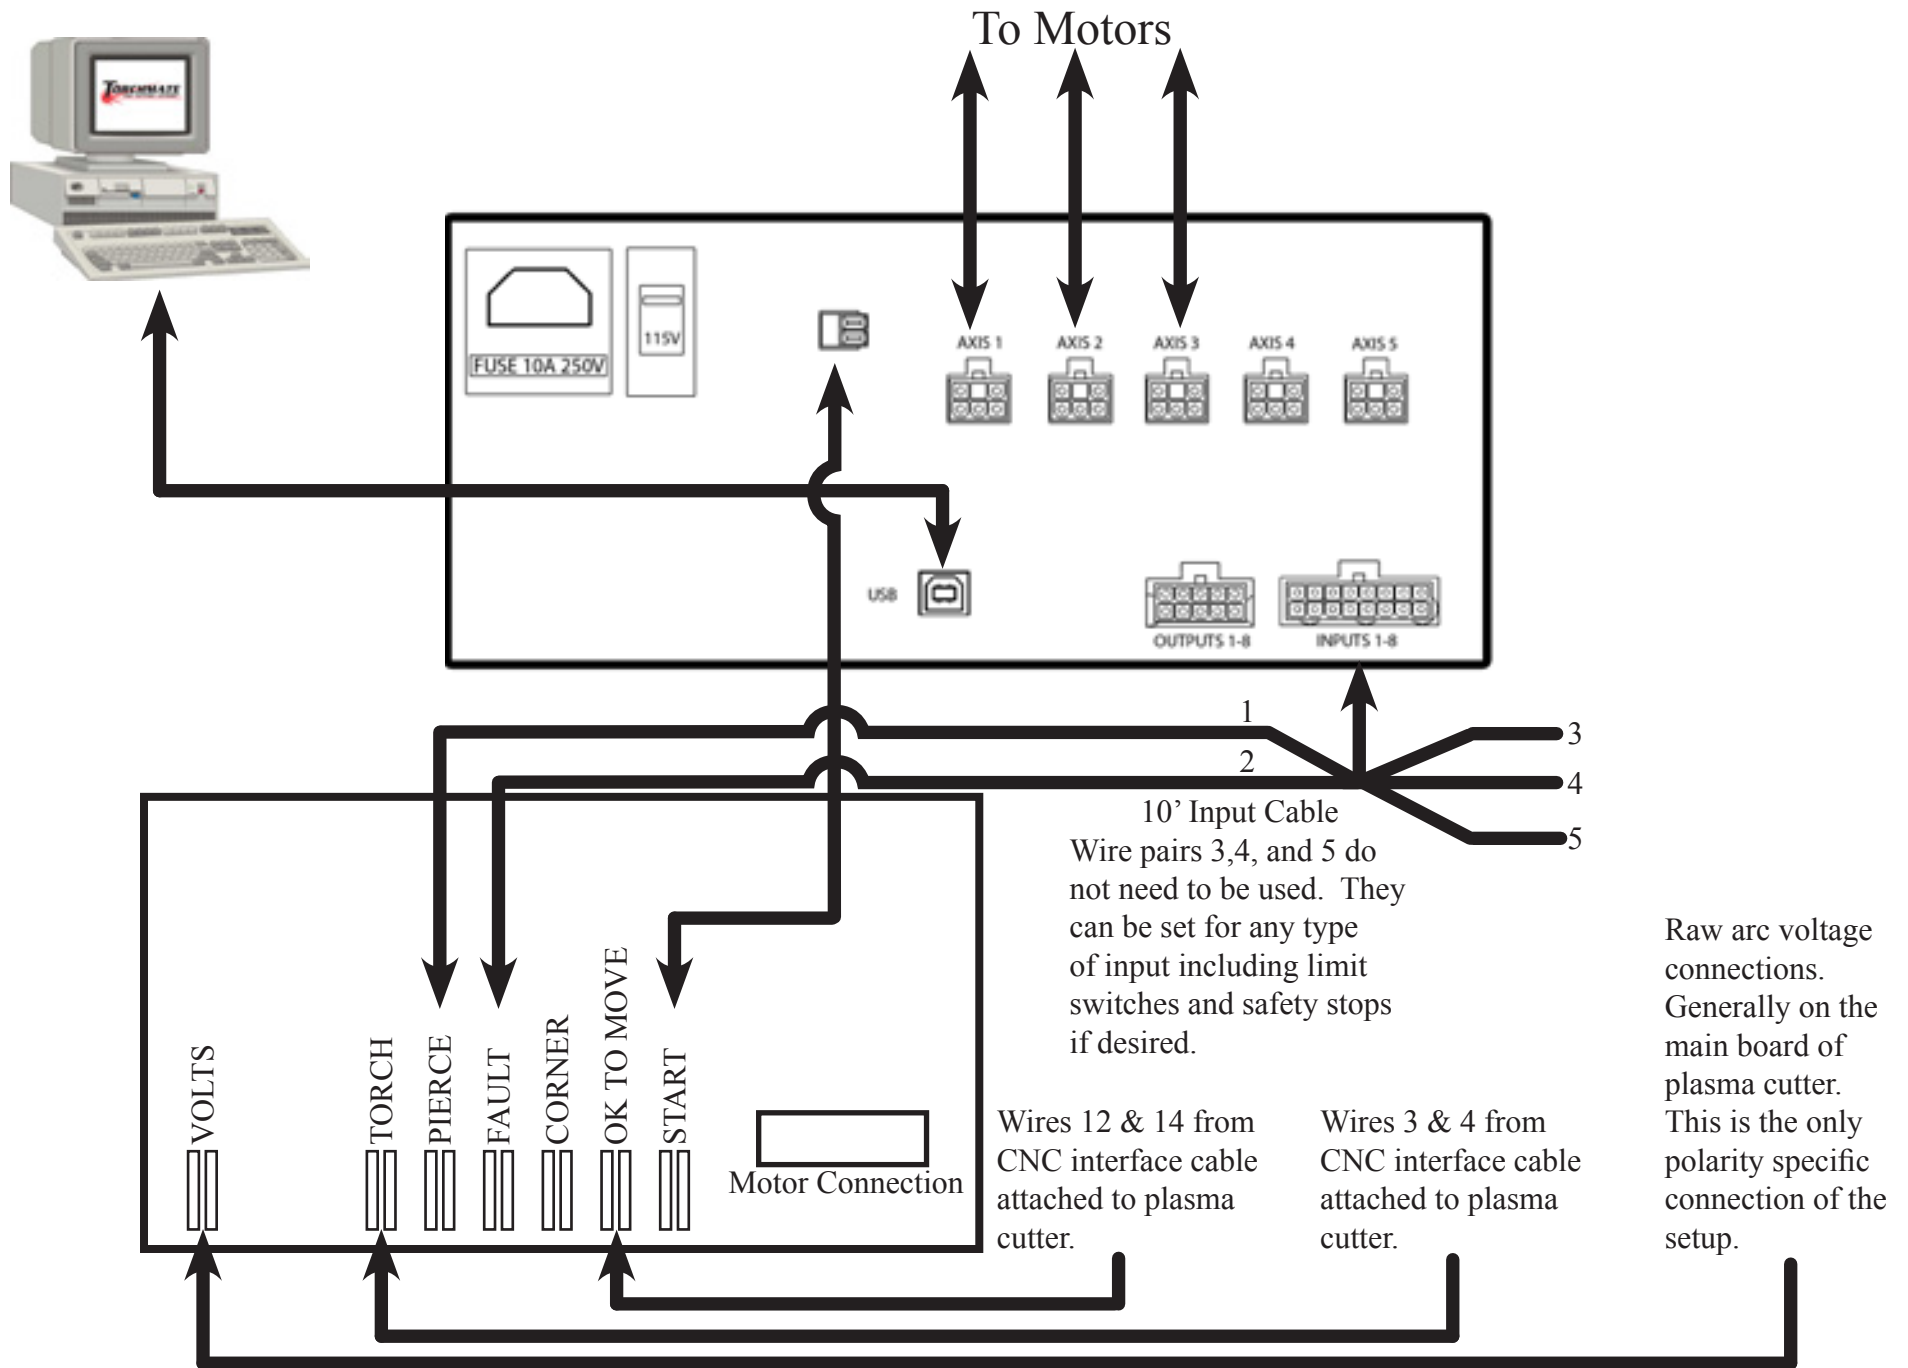 To Motors
TORCHMATE
FUSE 10A 250V
115V
AXIS 1
AXIS 2
AXIS 3
AXIS 4
AXIS 5
USB
OUTPUTS 1-8
INPUTS 1-8
1
2
3
4
5
10’ Input Cable
Wire pairs 3,4, and 5 do
not need to be used.  They
can be set for any type
of input including limit
switches and safety stops
if desired.
VOLTS
TORCH
PIERCE
FAULT
CORNER
OK TO MOVE
START
Motor Connection
Wires 12 & 14 from
CNC interface cable
attached to plasma
cutter.
Wires 3 & 4 from
CNC interface cable
attached to plasma
cutter.
Raw arc voltage
connections.
Generally on the
main board of
plasma cutter.
This is the only
polarity specific
connection of the
setup.